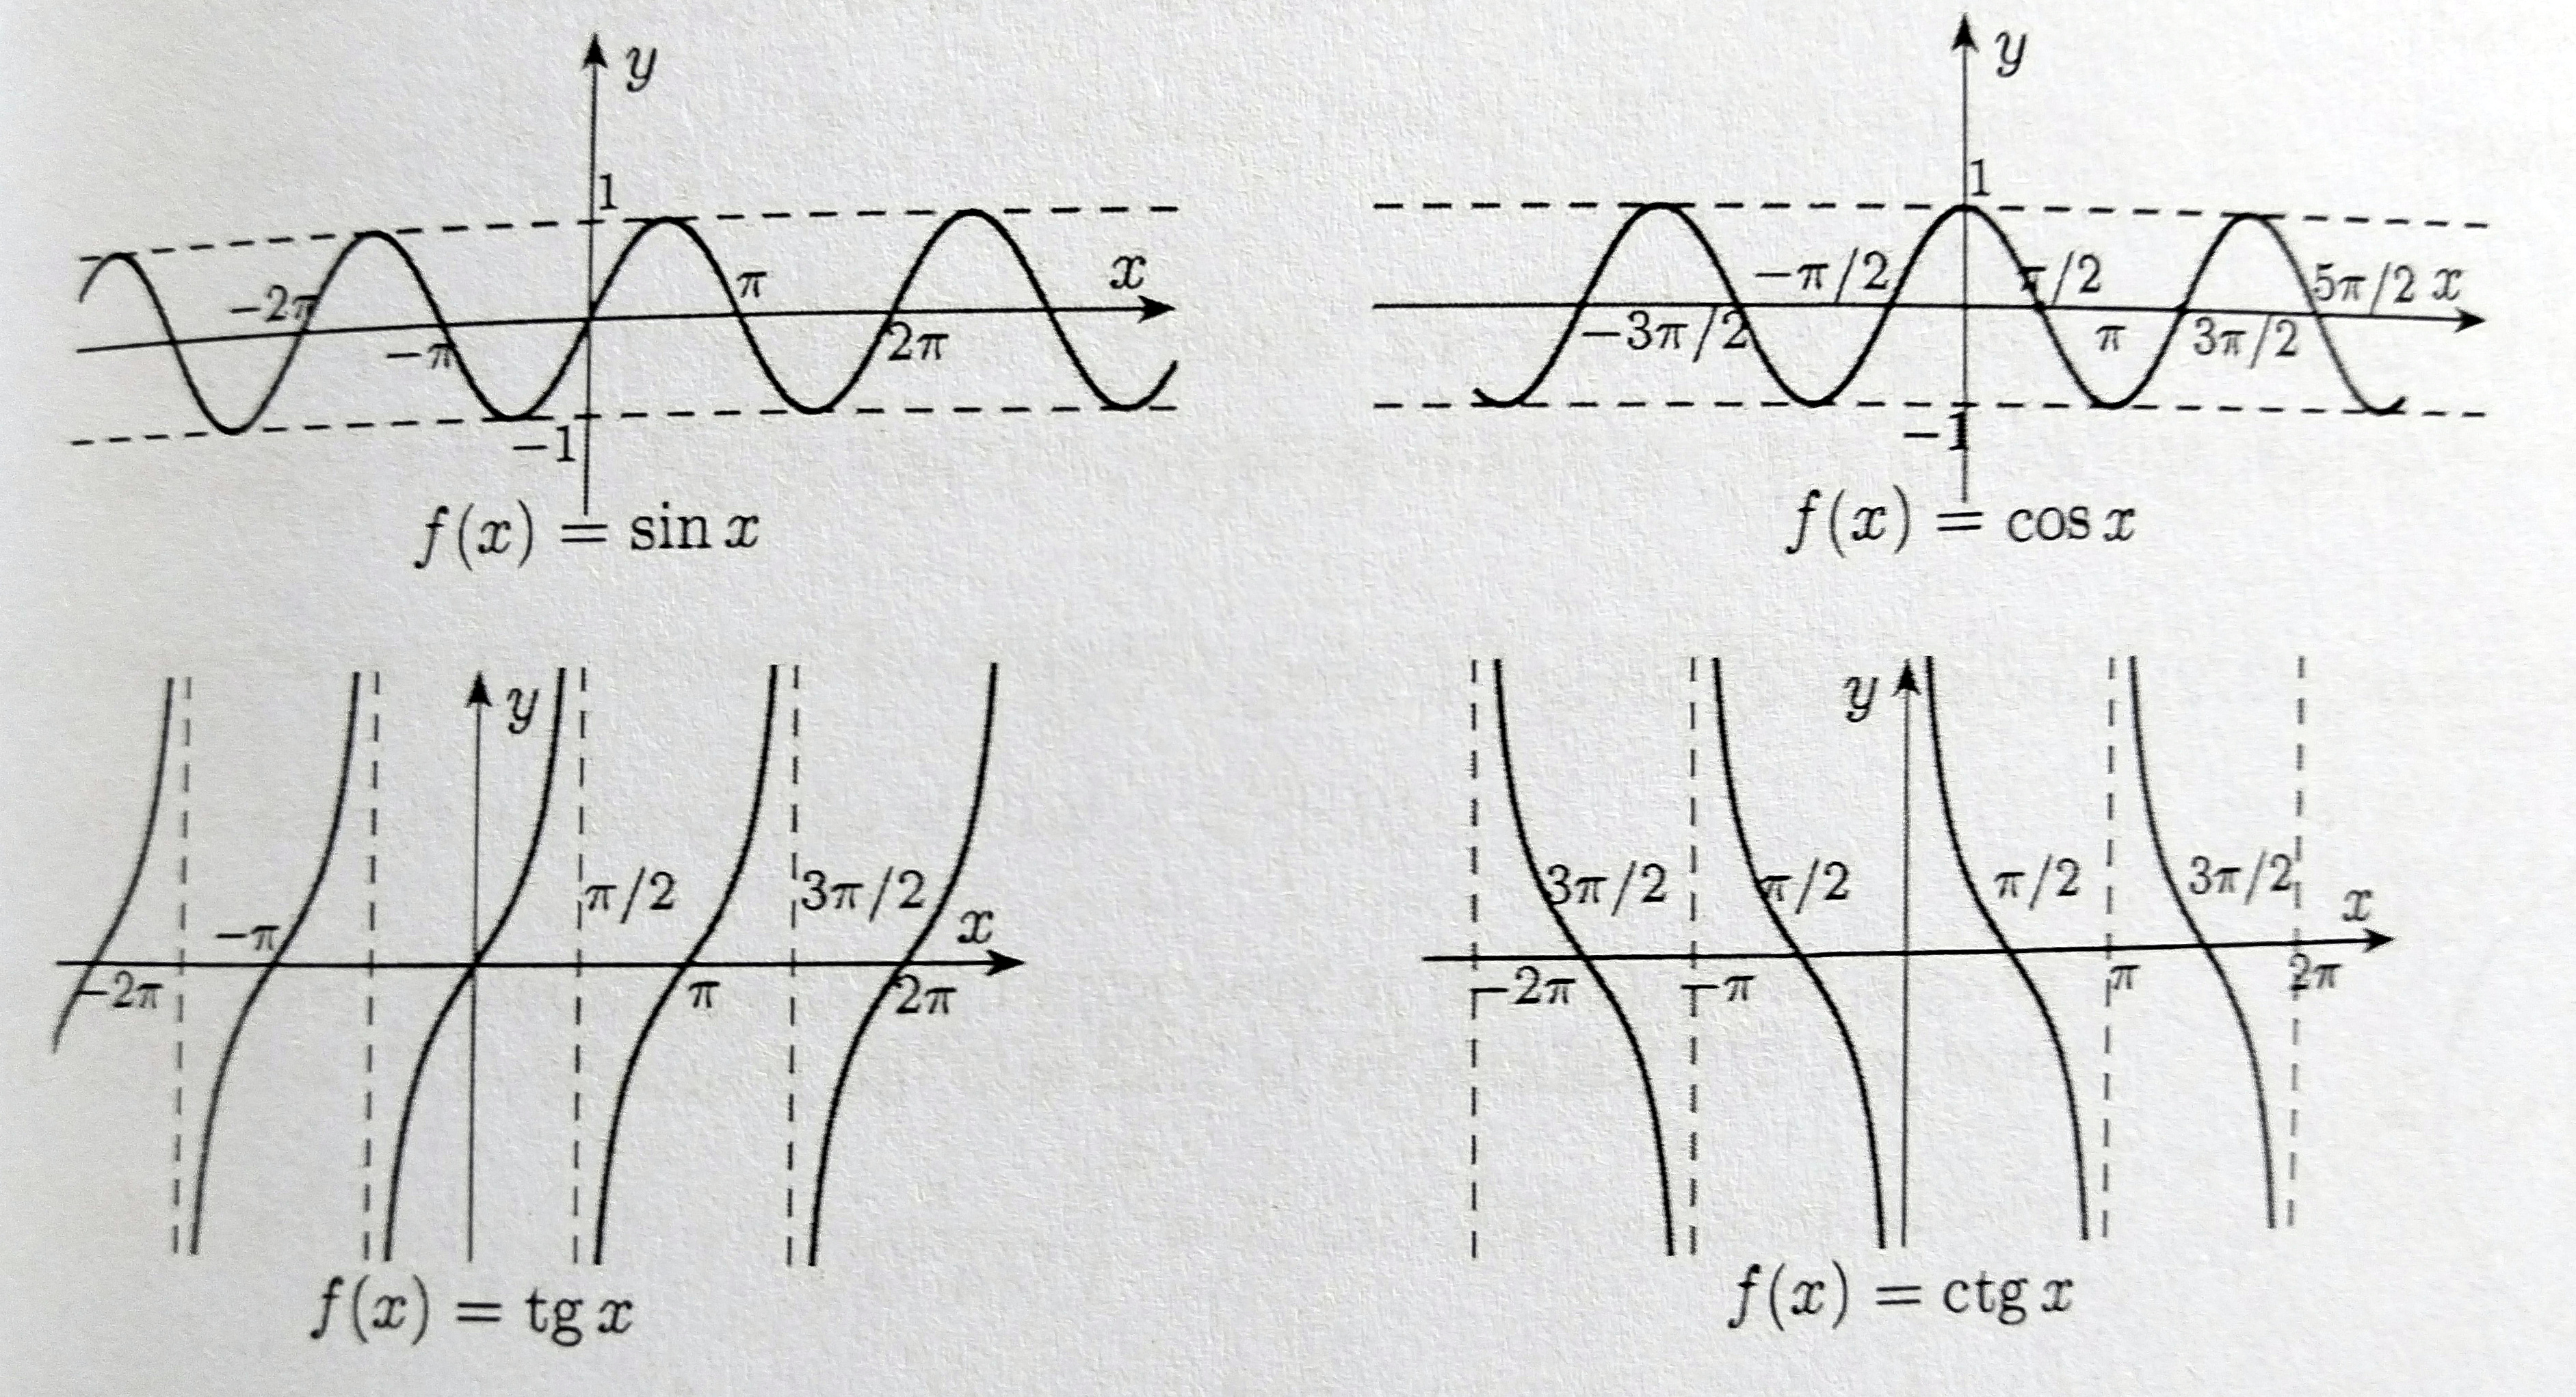 y
1
-2π
-π
π
2π
x
-1
f(x) = sin x
y
1
-3π/2
-π/2
π/2
π
3π/2
5π/2 x
-1
f(x) = cos x
y
-2π
-π
π/2
π
3π/2
2π
x
f(x) = tg x
y
3π/2
π/2
π/2
3π/2
x
-2π
-π
π
2π
f(x) = ctg x